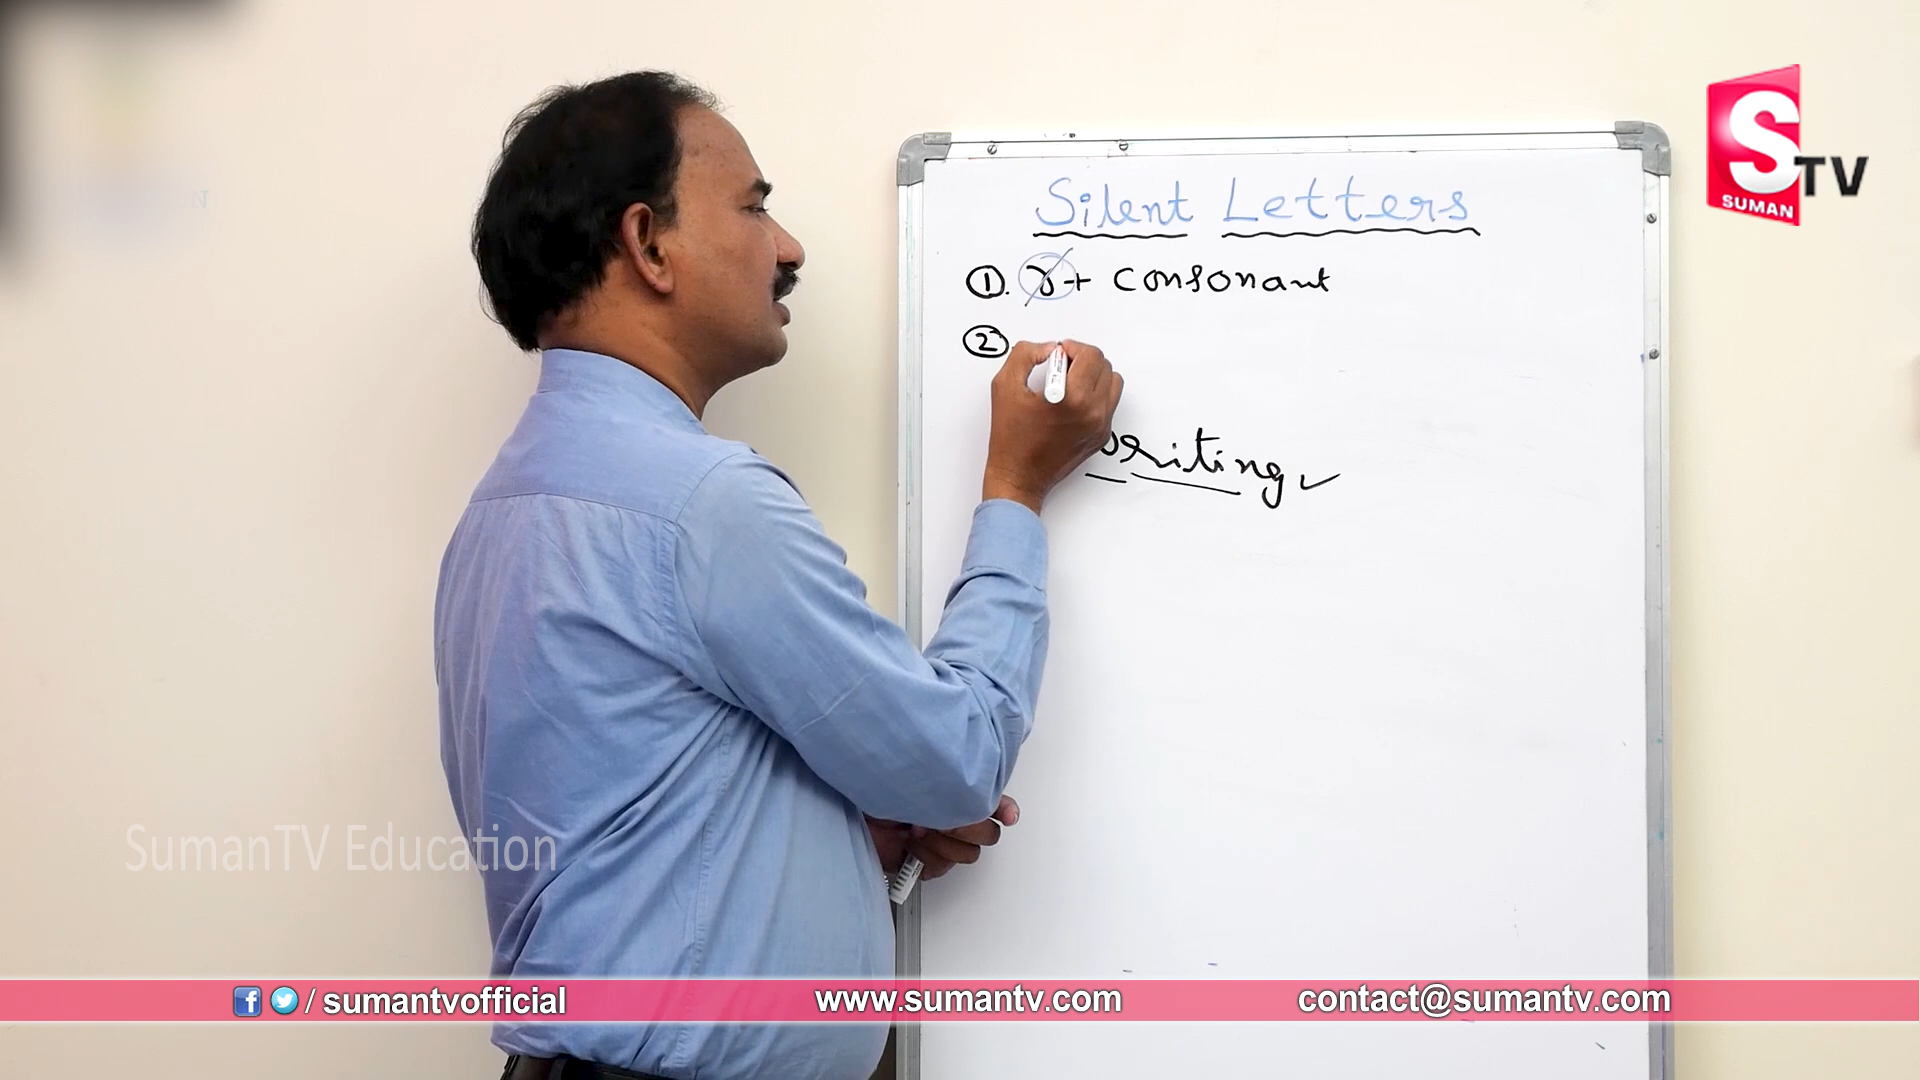 S TV
SUMAN
Silent Letters
1. r + consonant
2
writing ✓
SumanTV Education
/ sumantvofficial
www.sumantv.com
contact@sumantv.com